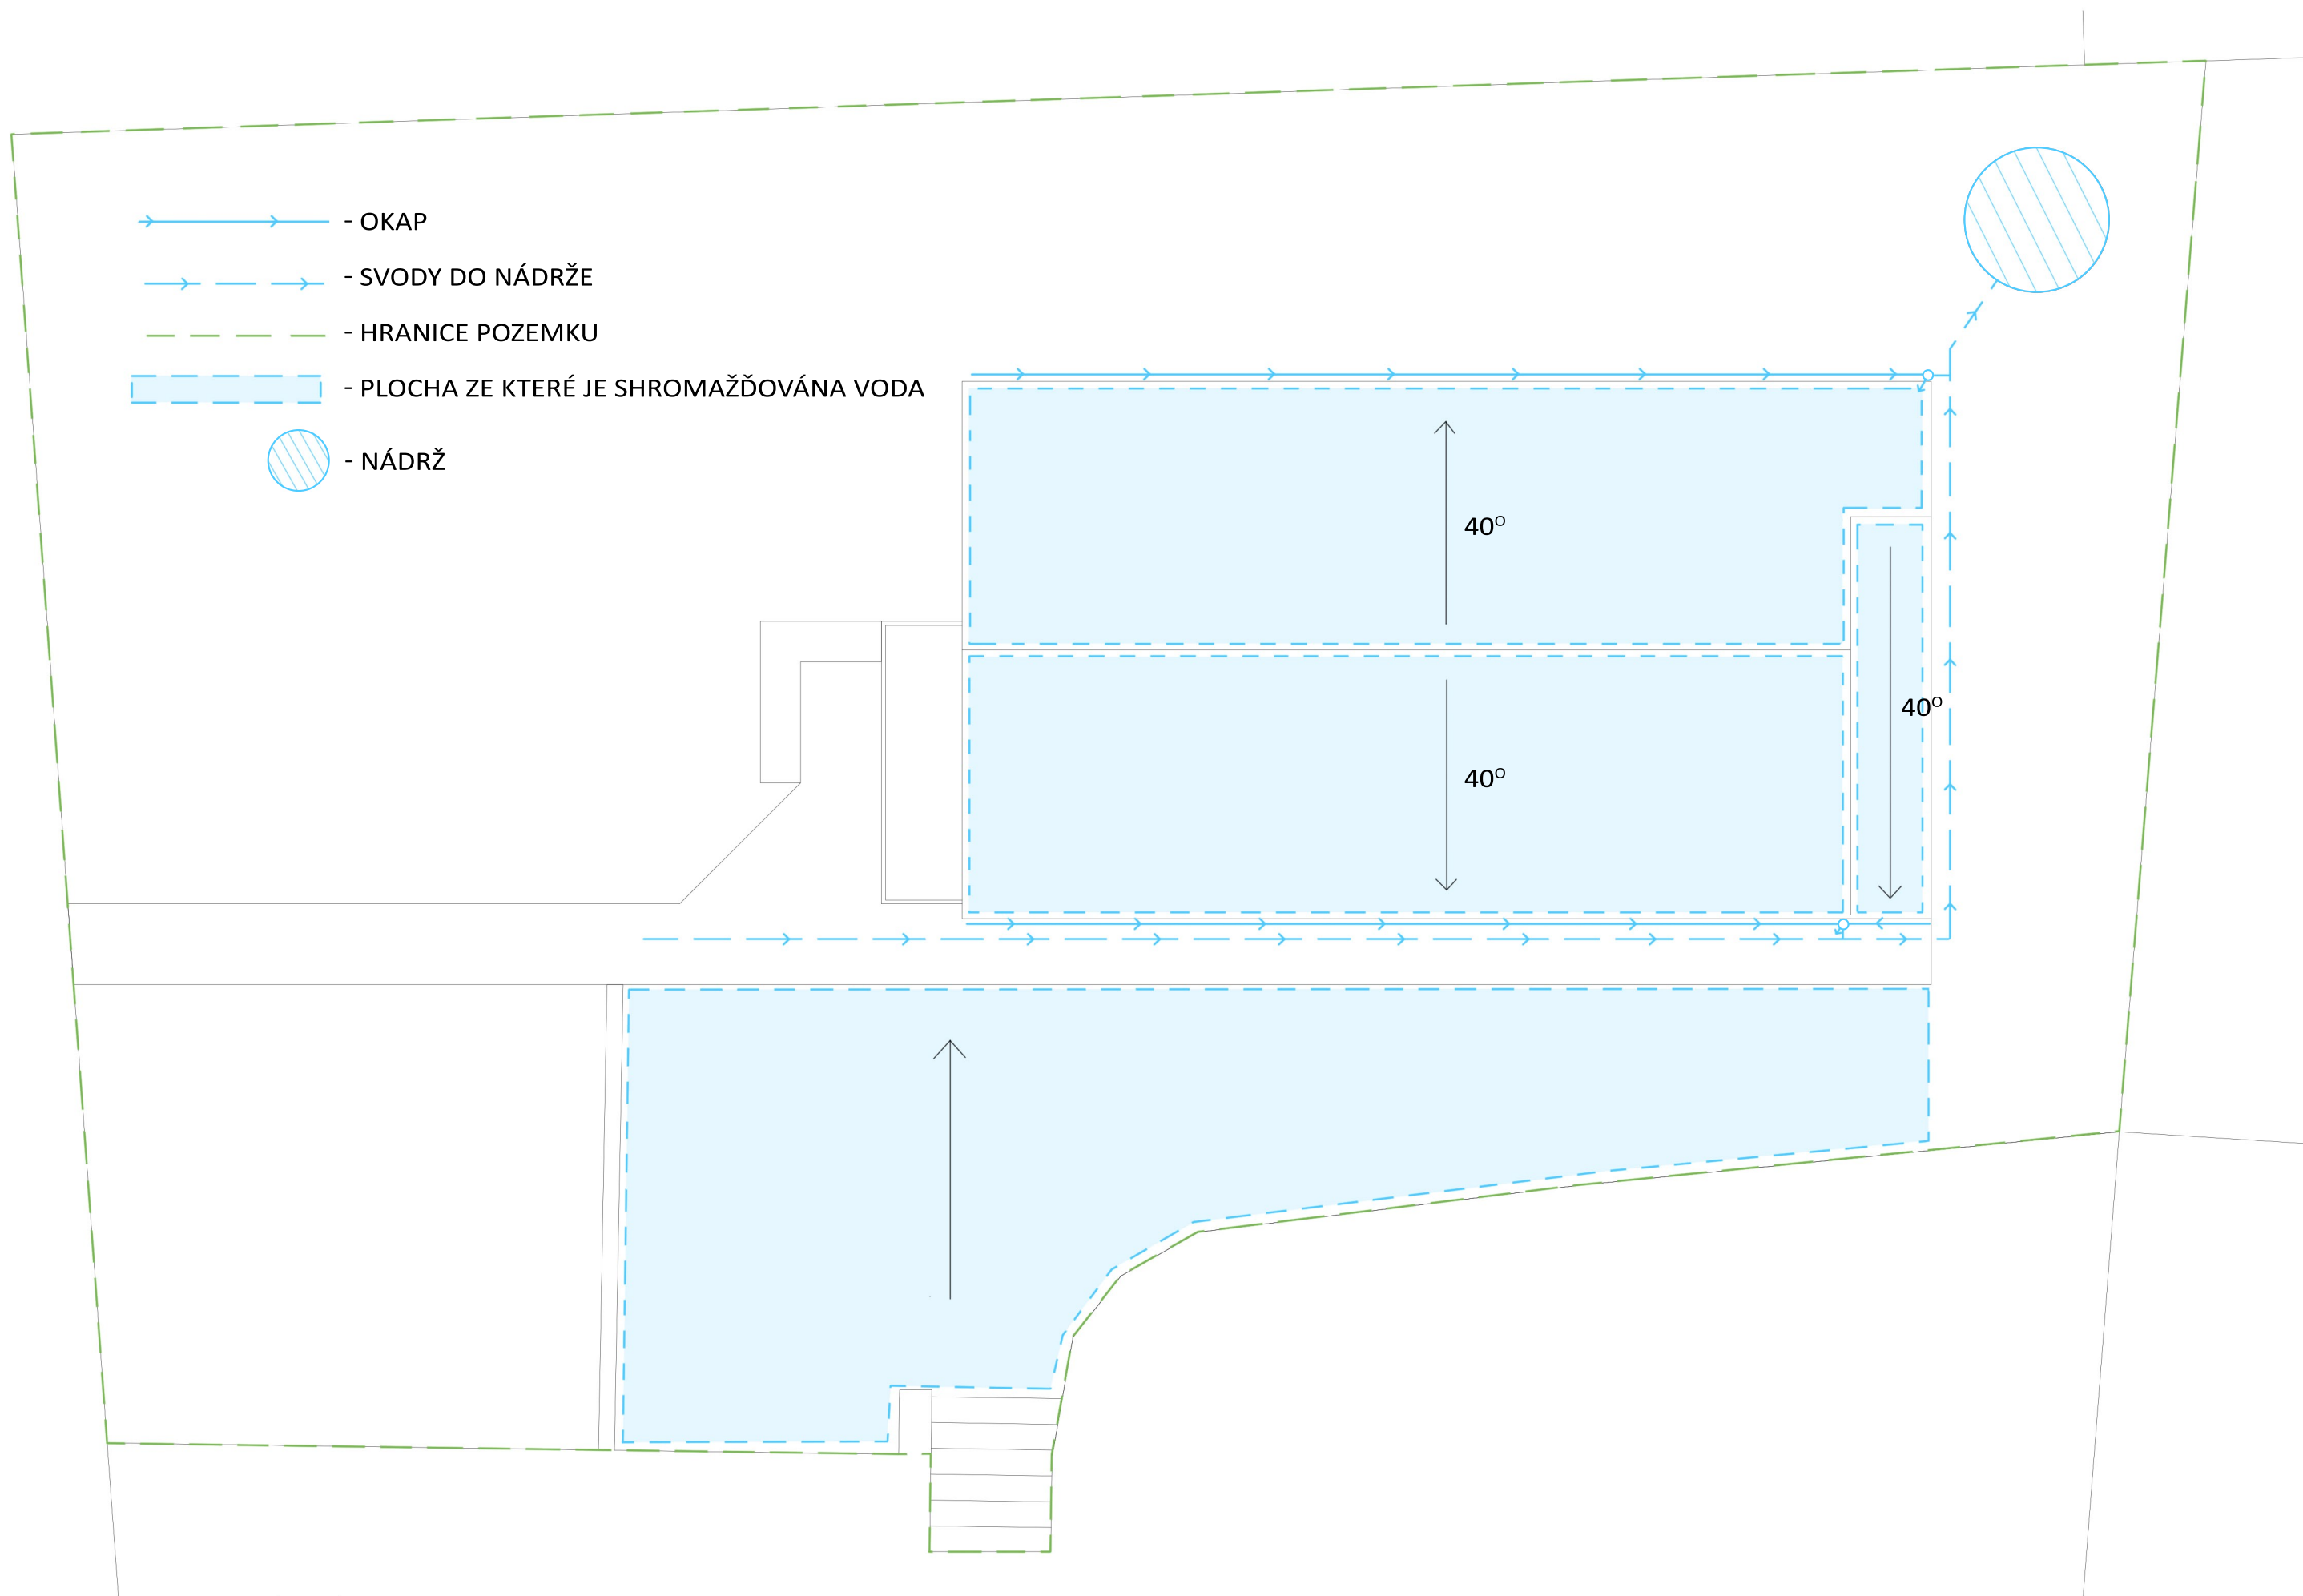 - OKAP
- SVODY DO NÁDRŽE
- HRANICE POZEMKU
- PLOCHA ZE KTERÉ JE SHROMAŽĎOVÁNA VODA
- NÁDRŽ
40°
40°
40°